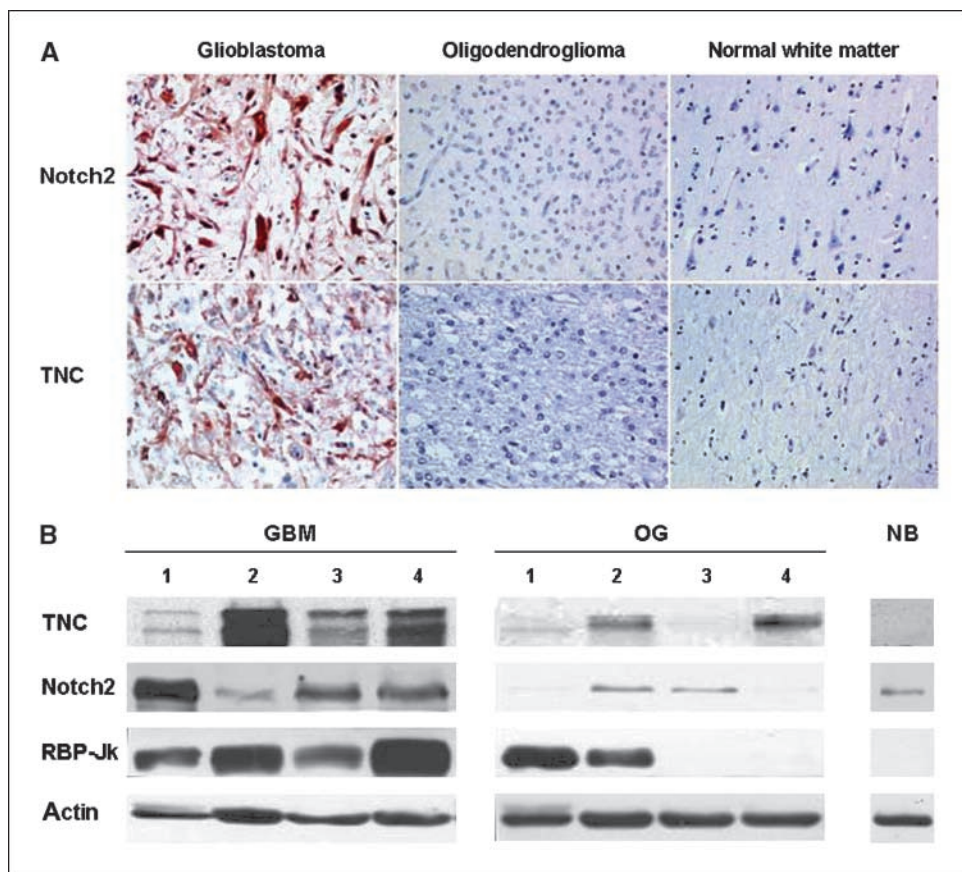 A
Glioblastoma Oligodendroglioma Normal white matter
Notch2
TNC
B GBM OG NB
1 2 3 4 1 2 3 4
TNC
Notch2
RBP-Jk
Actin